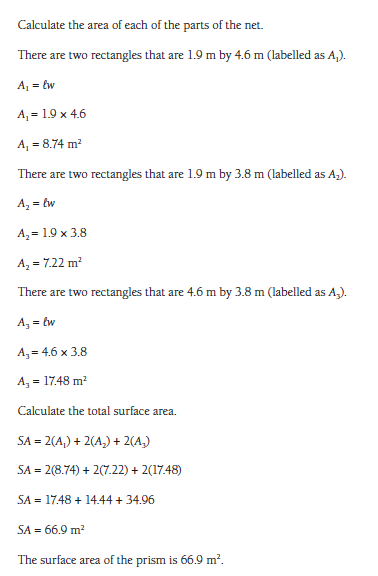 Calculate the area of each of the parts of the net.
There are two rectangles that are 1.9 m by 4.6 m (labelled as A₁).
A₁ = ℓw
A₁ = 1.9 × 4.6
A₁ = 8.74 m²
There are two rectangles that are 1.9 m by 3.8 m (labelled as A₂).
A₂ = ℓw
A₂ = 1.9 × 3.8
A₂ = 7.22 m²
There are two rectangles that are 4.6 m by 3.8 m (labelled as A₃).
A₃ = ℓw
A₃ = 4.6 × 3.8
A₃ = 17.48 m²
Calculate the total surface area.
SA = 2(A₁) + 2(A₂) + 2(A₃)
SA = 2(8.74) + 2(7.22) + 2(17.48)
SA = 17.48 + 14.44 + 34.96
SA = 66.9 m²
The surface area of the prism is 66.9 m².